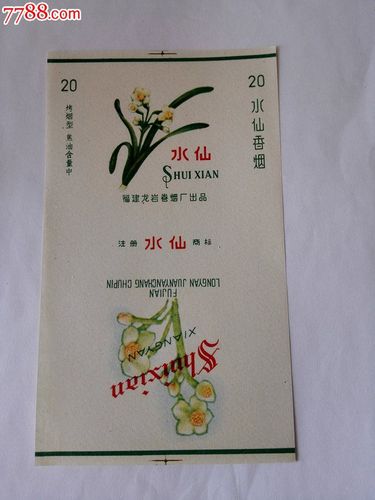 7788.com
20
20
烤烟型 焦油含量中
水仙香烟
水仙
SHUI XIAN
福建龙岩卷烟厂出品
注册 水仙 商标
FUJIAN
LONGYAN JUANYANCHANG CHUPIN
XIANGYAN
Shuixian